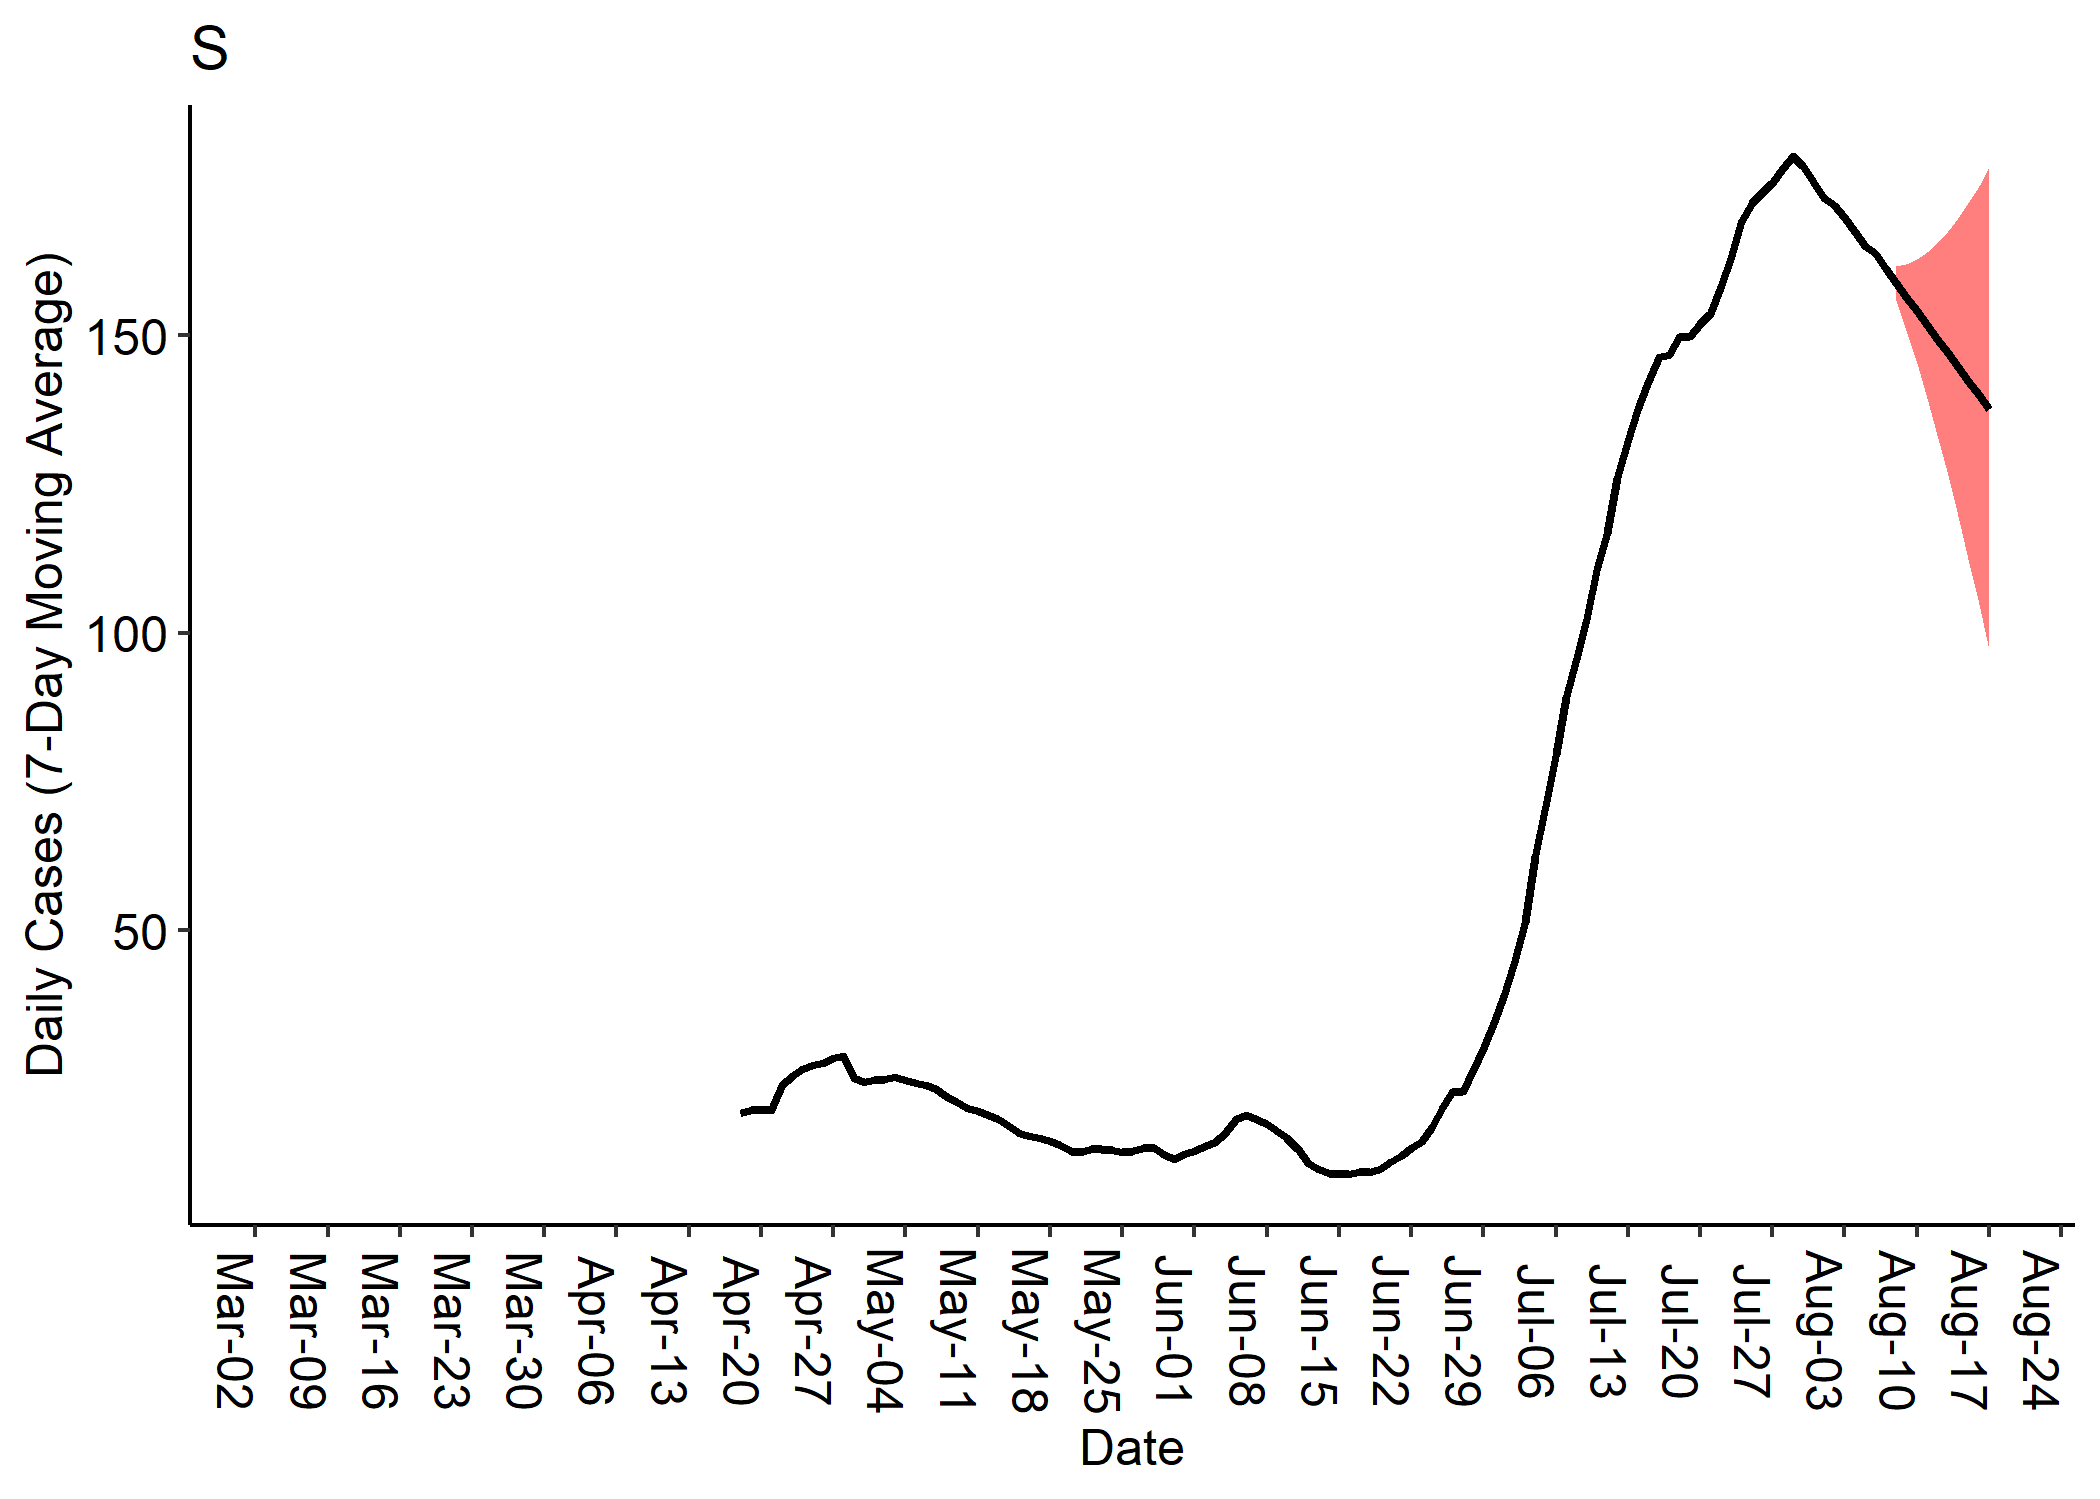 S
Daily Cases (7-Day Moving Average)
150
100
50
Mar-02
Mar-09
Mar-16
Mar-23
Mar-30
Apr-06
Apr-13
Apr-20
Apr-27
May-04
May-11
May-18
May-25
Jun-01
Jun-08
Jun-15
Jun-22
Jun-29
Jul-06
Jul-13
Jul-20
Jul-27
Aug-03
Aug-10
Aug-17
Aug-24
Date